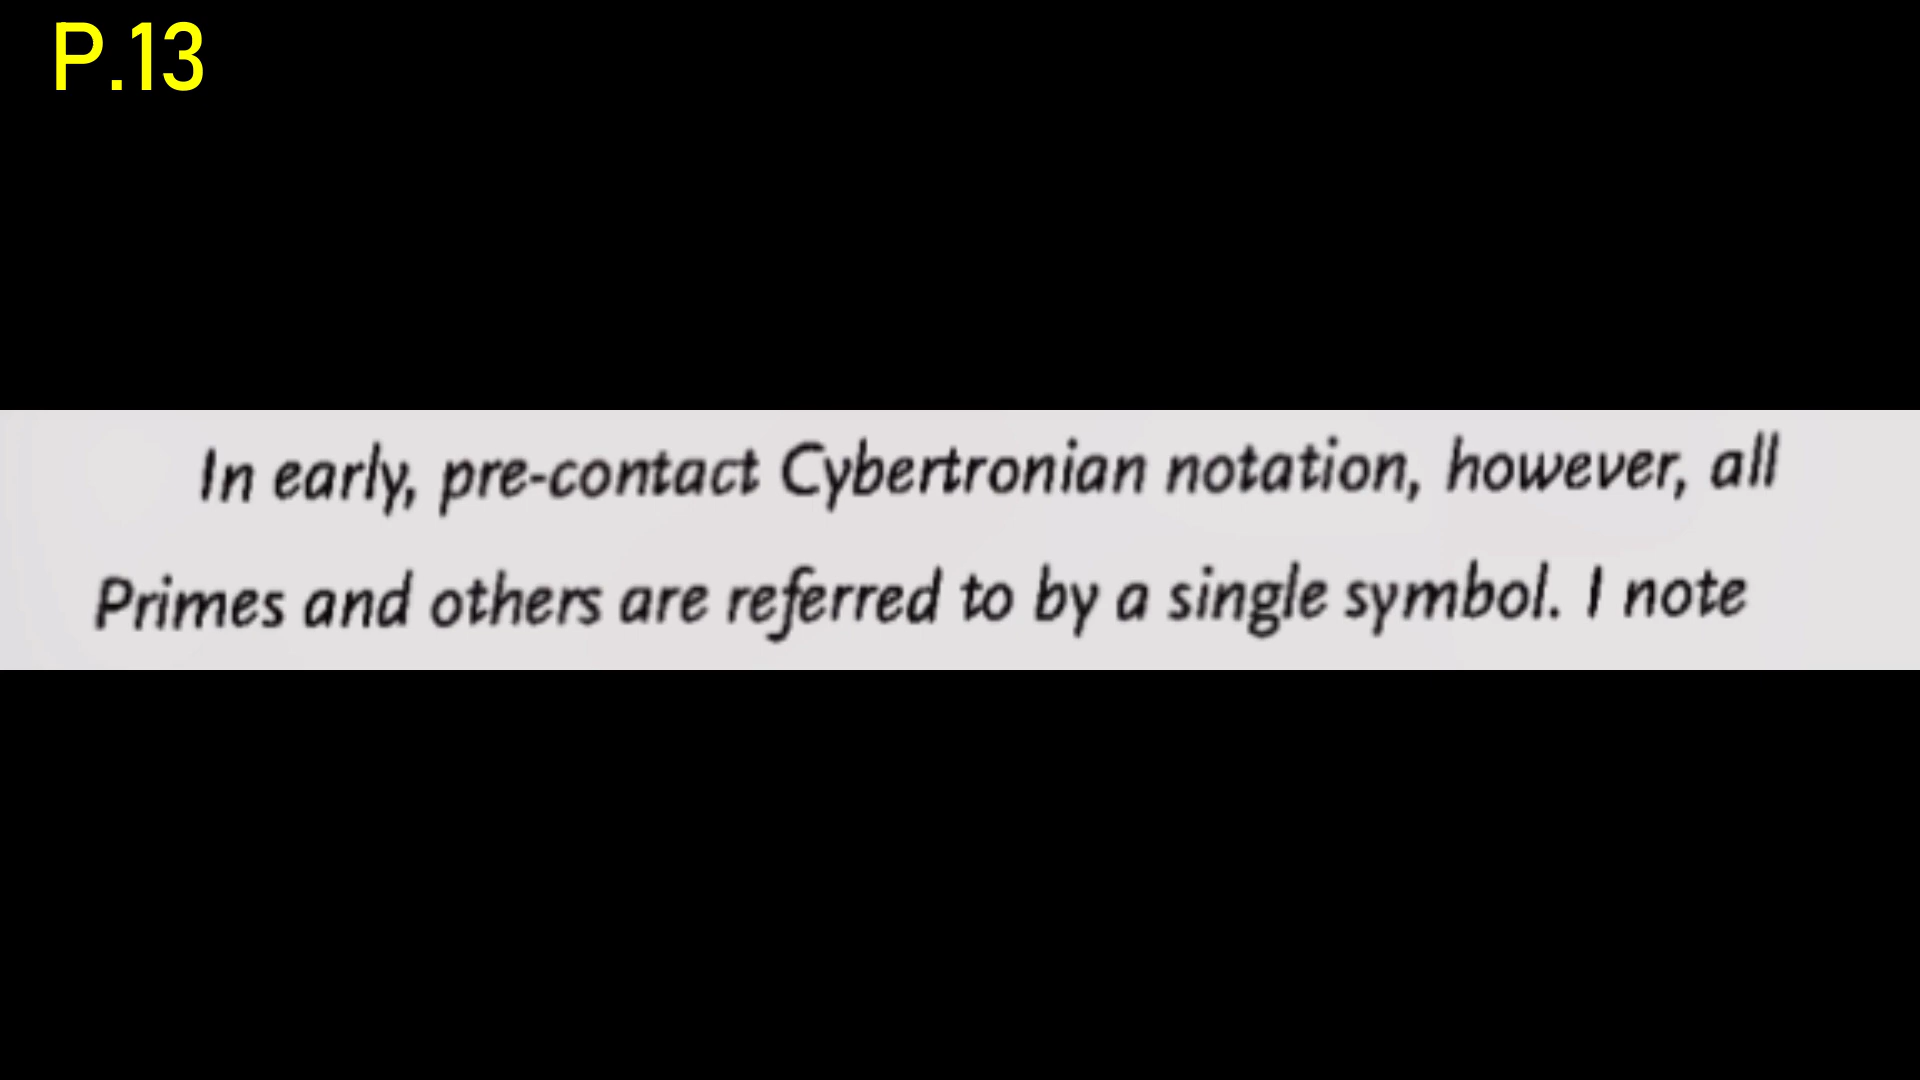 P.13
In early, pre-contact Cybertronian notation, however, all
Primes and others are referred to by a single symbol. I note